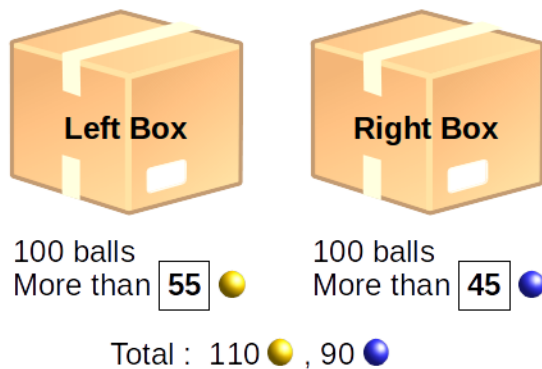 Left Box
Right Box
100 balls
More than 55
100 balls
More than 45
Total : 110 , 90